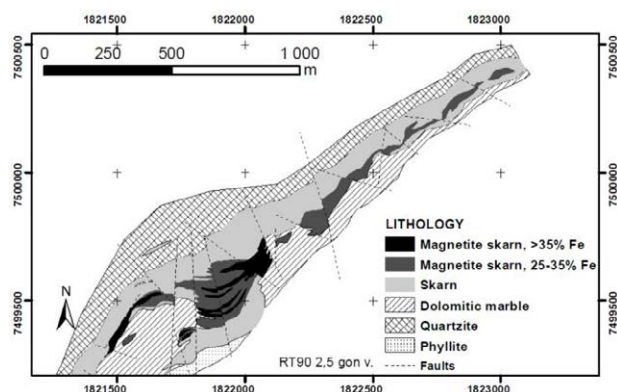 1821500 1822000 1822500 1823000
7500500 7500500
0 250 500 1 000
m
7500000 7500000
LITHOLOGY
Magnetite skarn, >35% Fe
Magnetite skarn, 25-35% Fe
Skarn
Dolomitic marble
Quartzite
Phyllite
Faults
N
7499500 7499500
RT90 2,5 gon v.
1821500 1822000 1822500 1823000